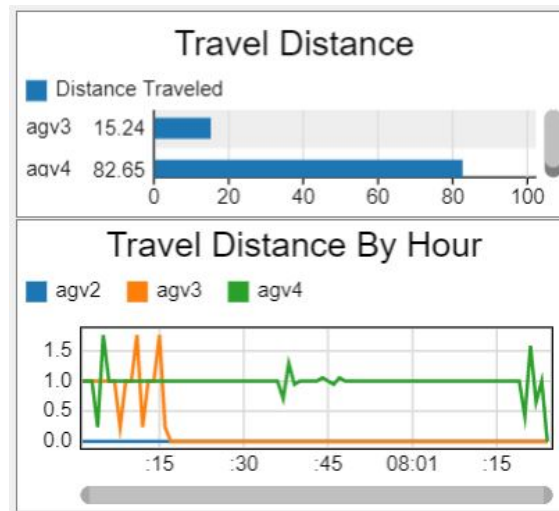 Travel Distance
Distance Traveled
agv3 15.24
agv4 82.65
0 20 40 60 80 100
Travel Distance By Hour
agv2 agv3 agv4
1.5
1.0
0.5
0.0
:15 :30 :45 08:01 :15